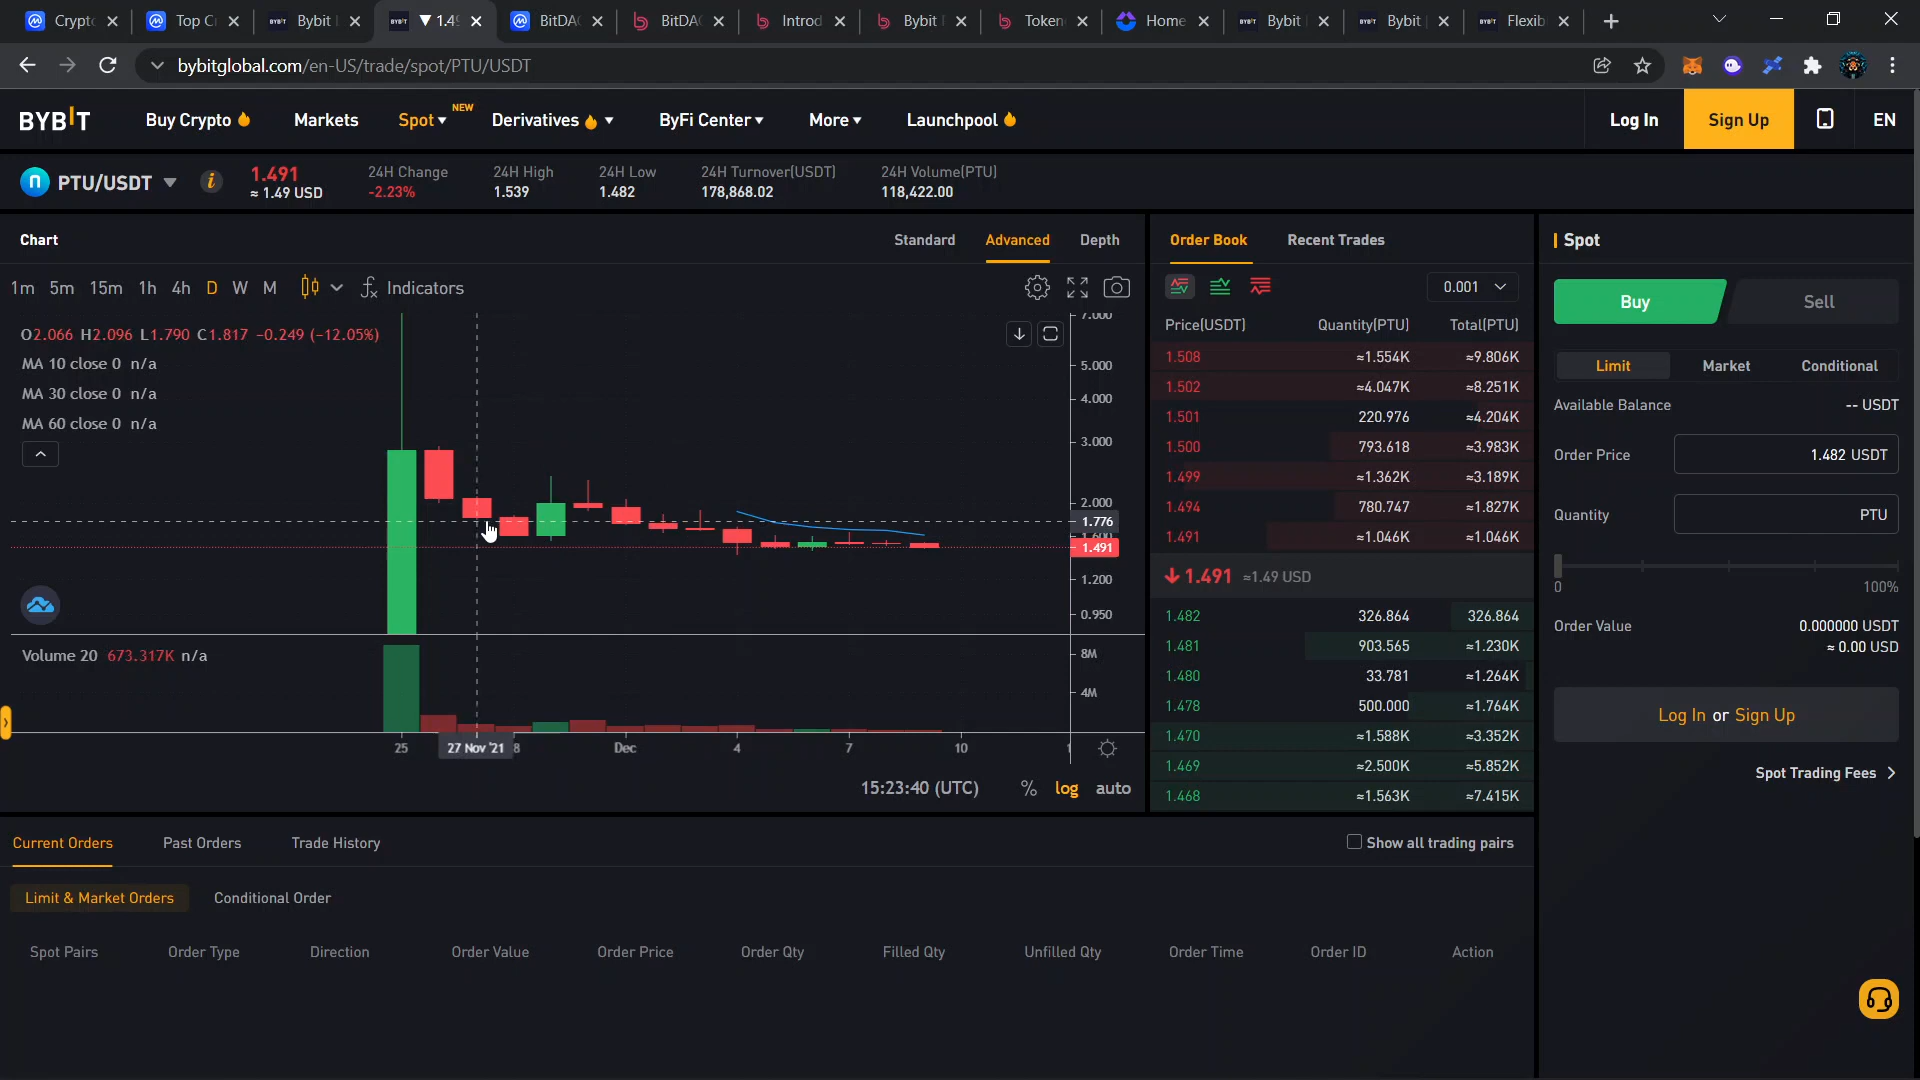 Crypto
Top C
Bybit
▼ 1.49
BitDA
BitDA
Introd
Bybit
Token
Home
Bybit
Bybit
Flexib
bybitglobal.com/en-US/trade/spot/PTU/USDT
BYBIT
Buy Crypto
Markets
Spot
NEW
Derivatives
ByFi Center
More
Launchpool
Log In
Sign Up
EN
PTU/USDT
1.491
≈ 1.49 USD
24H Change
-2.23%
24H High
1.539
24H Low
1.482
24H Turnover(USDT)
178,868.02
24H Volume(PTU)
118,422.00
Chart
Standard
Advanced
Depth
1m 5m 15m 1h 4h D W M
Indicators
O2.066 H2.096 L1.790 C1.817 -0.249 (-12.05%)
MA 10 close 0 n/a
MA 30 close 0 n/a
MA 60 close 0 n/a
7.000
5.000
4.000
3.000
2.000
1.776
1.491
1.200
0.950
Volume 20 673.317K n/a
8M
4M
25
27 Nov '21
8
Dec
4
7
10
15:23:40 (UTC)
%
log
auto
Order Book
Recent Trades
0.001
Price(USDT) Quantity(PTU) Total(PTU)
1.508 ≈1.554K ≈9.806K
1.502 ≈4.047K ≈8.251K
1.501 220.976 ≈4.204K
1.500 793.618 ≈3.983K
1.499 ≈1.362K ≈3.189K
1.494 780.747 ≈1.827K
1.491 ≈1.046K ≈1.046K
1.491 ≈1.49 USD
1.482 326.864 326.864
1.481 903.565 ≈1.230K
1.480 33.781 ≈1.264K
1.478 500.000 ≈1.764K
1.470 ≈1.588K ≈3.352K
1.469 ≈2.500K ≈5.852K
1.468 ≈1.563K ≈7.415K
Spot
Buy
Sell
Limit
Market
Conditional
Available Balance
-- USDT
Order Price
1.482 USDT
Quantity
PTU
0
100%
Order Value
0.000000 USDT
≈ 0.00 USD
Log In or Sign Up
Spot Trading Fees
Current Orders
Past Orders
Trade History
Show all trading pairs
Limit & Market Orders
Conditional Order
Spot Pairs
Order Type
Direction
Order Value
Order Price
Order Qty
Filled Qty
Unfilled Qty
Order Time
Order ID
Action